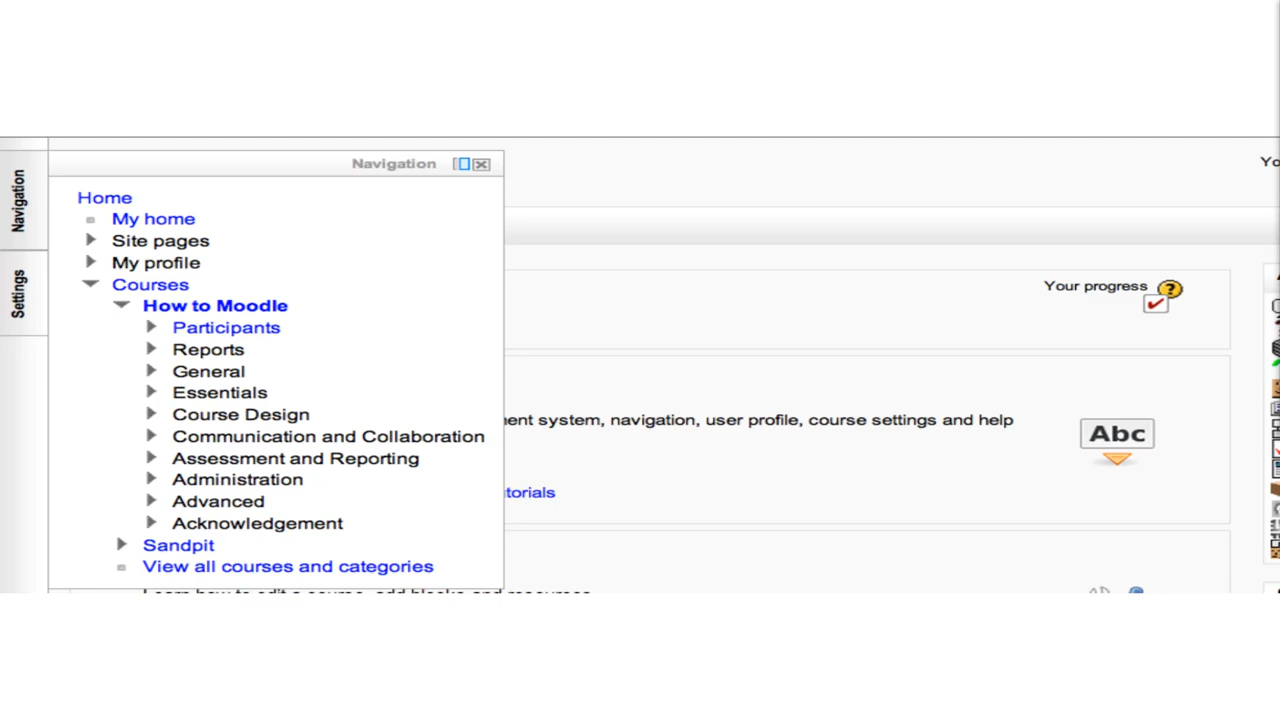 Navigation
Settings
Navigation
Home
My home
Site pages
My profile
Courses
How to Moodle
Participants
Reports
General
Essentials
Course Design
Communication and Collaboration
Assessment and Reporting
Administration
Advanced
Acknowledgement
Sandpit
View all courses and categories
Your progress
system, navigation, user profile, course settings and help
Abc